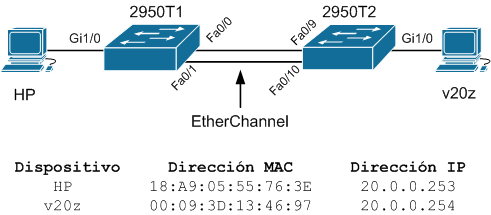 2950T1
2950T2
Gi1/0
Fa0/0
Fa0/9
Gi1/0
Fa0/1
Fa0/10
HP
v20z
EtherChannel
Dispositivo Dirección MAC Dirección IP
HP 18:A9:05:55:76:3E 20.0.0.253
v20z 00:09:3D:13:46:97 20.0.0.254